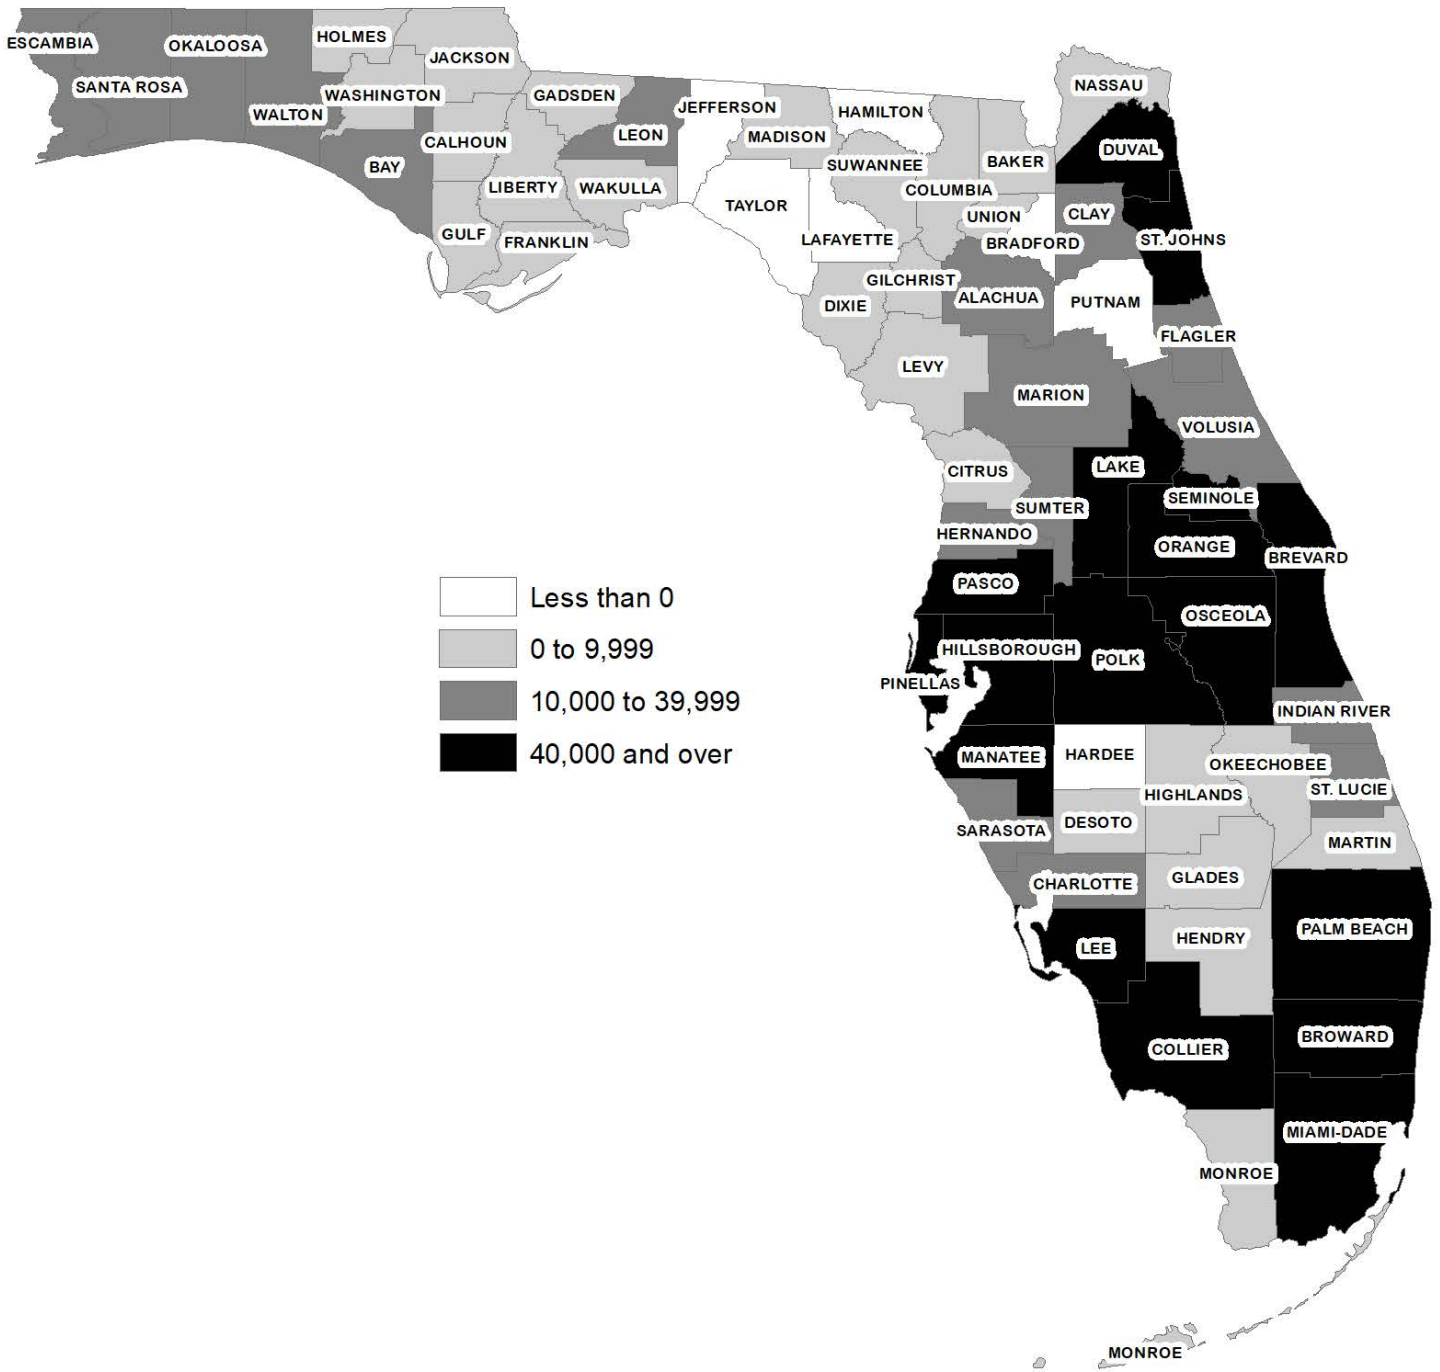 HOLMES
ESCAMBIA
OKALOOSA
JACKSON
SANTA ROSA
WASHINGTON
GADSDEN
NASSAU
WALTON
JEFFERSON
HAMILTON
LEON
MADISON
CALHOUN
DUVAL
BAY
SUWANNEE
BAKER
LIBERTY
WAKULLA
COLUMBIA
TAYLOR
UNION
CLAY
GULF
FRANKLIN
LAFAYETTE
BRADFORD
ST. JOHNS
GILCHRIST
ALACHUA
DIXIE
PUTNAM
FLAGLER
LEVY
MARION
VOLUSIA
CITRUS
LAKE
SUMTER
SEMINOLE
HERNANDO
ORANGE
BREVARD
PASCO
Less than 0
OSCEOLA
0 to 9,999
HILLSBOROUGH
POLK
PINELLAS
10,000 to 39,999
INDIAN RIVER
40,000 and over
MANATEE
HARDEE
OKEECHOBEE
HIGHLANDS
ST. LUCIE
SARASOTA
DESOTO
MARTIN
CHARLOTTE
GLADES
LEE
HENDRY
PALM BEACH
COLLIER
BROWARD
MIAMI-DADE
MONROE
MONROE